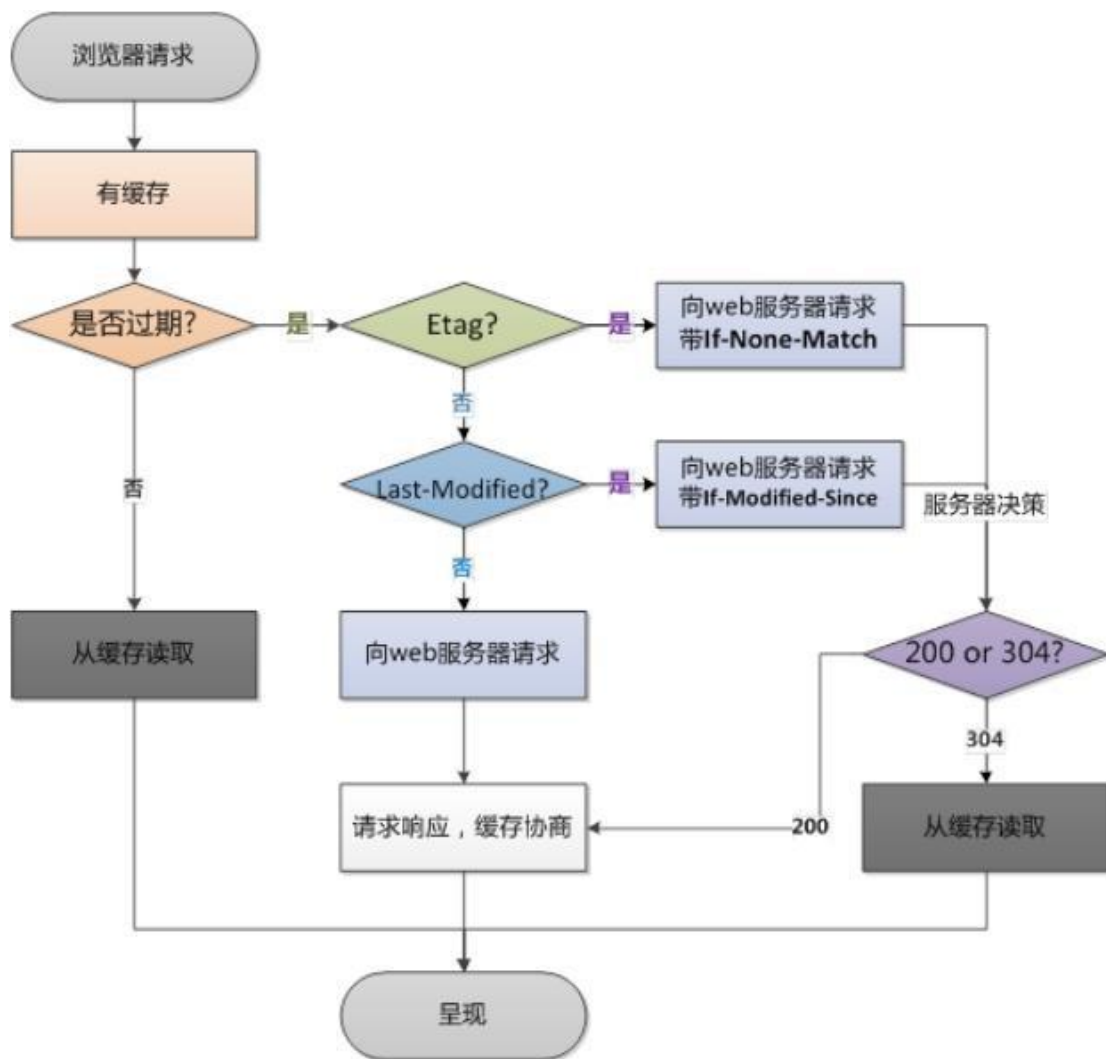 浏览器请求
有缓存
是否过期?
是
Etag?
是
向web服务器请求
带If-None-Match
否
否
Last-Modified?
是
向web服务器请求
带If-Modified-Since
服务器决策
否
从缓存读取
向web服务器请求
200 or 304?
304
请求响应，缓存协商
200
从缓存读取
呈现